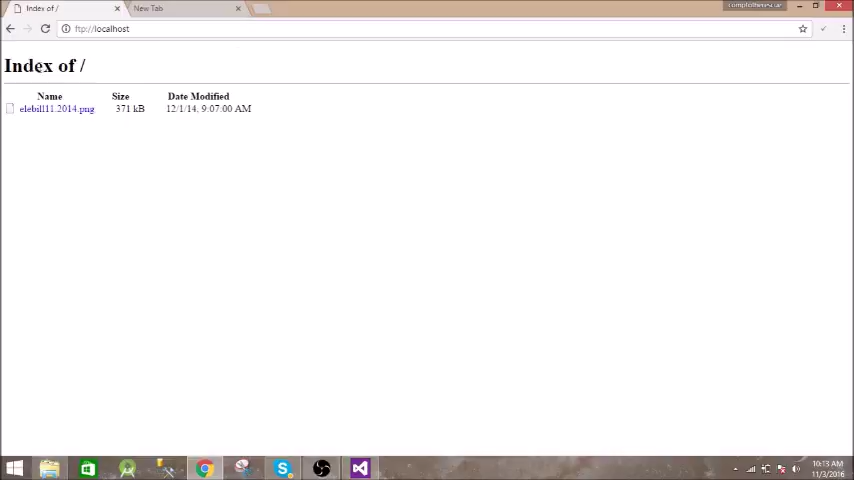 Index of /
New Tab
ftp://localhost
Index of /
Name Size Date Modified
elebill11.2014.png 371 kB 12/1/14, 9:07:00 AM
10:13 AM
11/3/2016